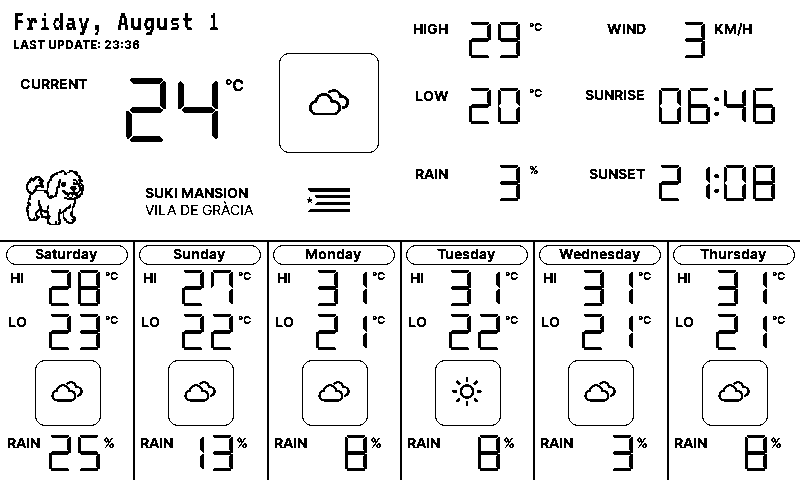 Friday, August 1
LAST UPDATE: 23:36
CURRENT 24 °C
HIGH 29 °C
WIND 3 KM/H
LOW 20 °C
SUNRISE 06:46
RAIN 3 %
SUNSET 21:08
SUKI MANSION
VILA DE GRÀCIA
Saturday
HI 28 °C
LO 23 °C
RAIN 25 %
Sunday
HI 27 °C
LO 22 °C
RAIN 13 %
Monday
HI 31 °C
LO 21 °C
RAIN 8 %
Tuesday
HI 31 °C
LO 22 °C
RAIN 8 %
Wednesday
HI 31 °C
LO 21 °C
RAIN 3 %
Thursday
HI 31 °C
LO 21 °C
RAIN 8 %